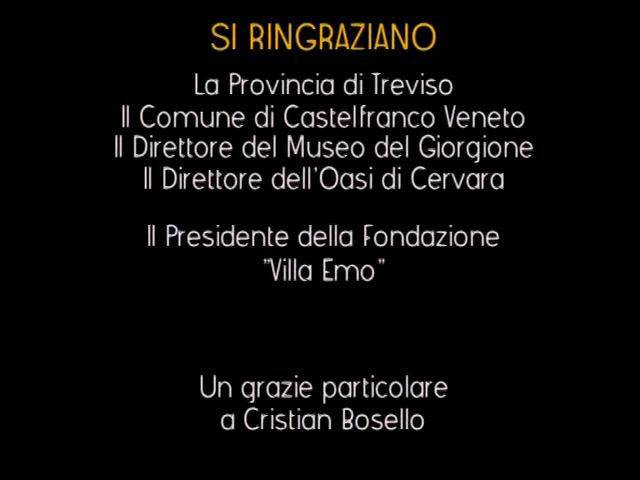 SI RINGRAZIANO
La Provincia di Treviso
Il Comune di Castelfranco Veneto
Il Direttore del Museo del Giorgione
Il Direttore dell'Oasi di Cervara
Il Presidente della Fondazione
"Villa Emo"
Un grazie particolare
a Cristian Bosello